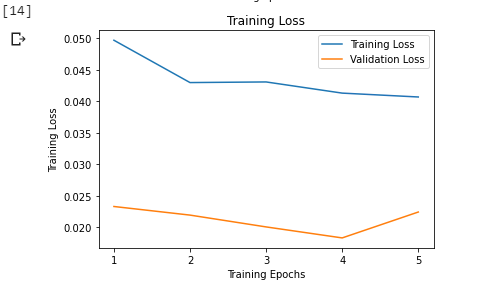 [14]
Training Loss
0.050
0.045
0.040
0.035
0.030
0.025
0.020
Training Loss
Training Loss
Validation Loss
1 2 3 4 5
Training Epochs